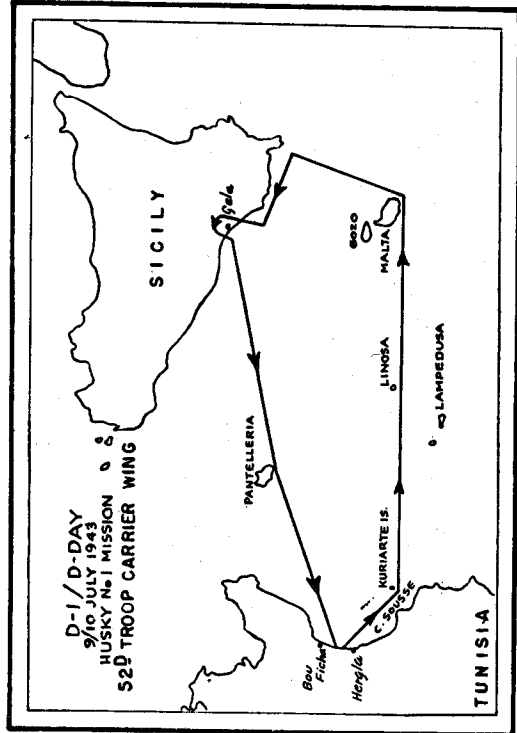 D-1 / D-DAY
9/10 JULY 1943
HUSKY No 1 MISSION
52D TROOP CARRIER WING
SICILY
Gela
PANTELLERIA
GOZO
MALTA
LINOSA
LAMPEDUSA
KURIARTE IS.
C. SOUSSE
Bou
Ficha
Hergla
TUNISIA